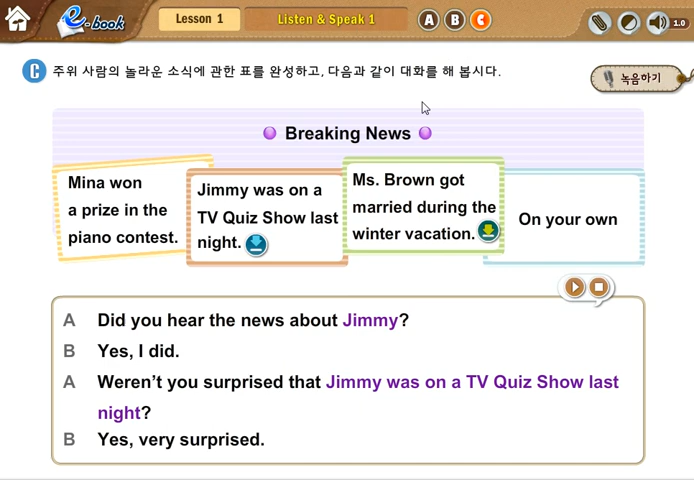 e-book
Lesson 1
Listen & Speak 1
A B C
1.0
C 주위 사람의 놀라운 소식에 관한 표를 완성하고, 다음과 같이 대화를 해 봅시다.
녹음하기
Breaking News
Mina won
a prize in the
piano contest.
Jimmy was on a
TV Quiz Show last
night.
Ms. Brown got
married during the
winter vacation.
On your own
A Did you hear the news about Jimmy?
B Yes, I did.
A Weren't you surprised that Jimmy was on a TV Quiz Show last
night?
B Yes, very surprised.